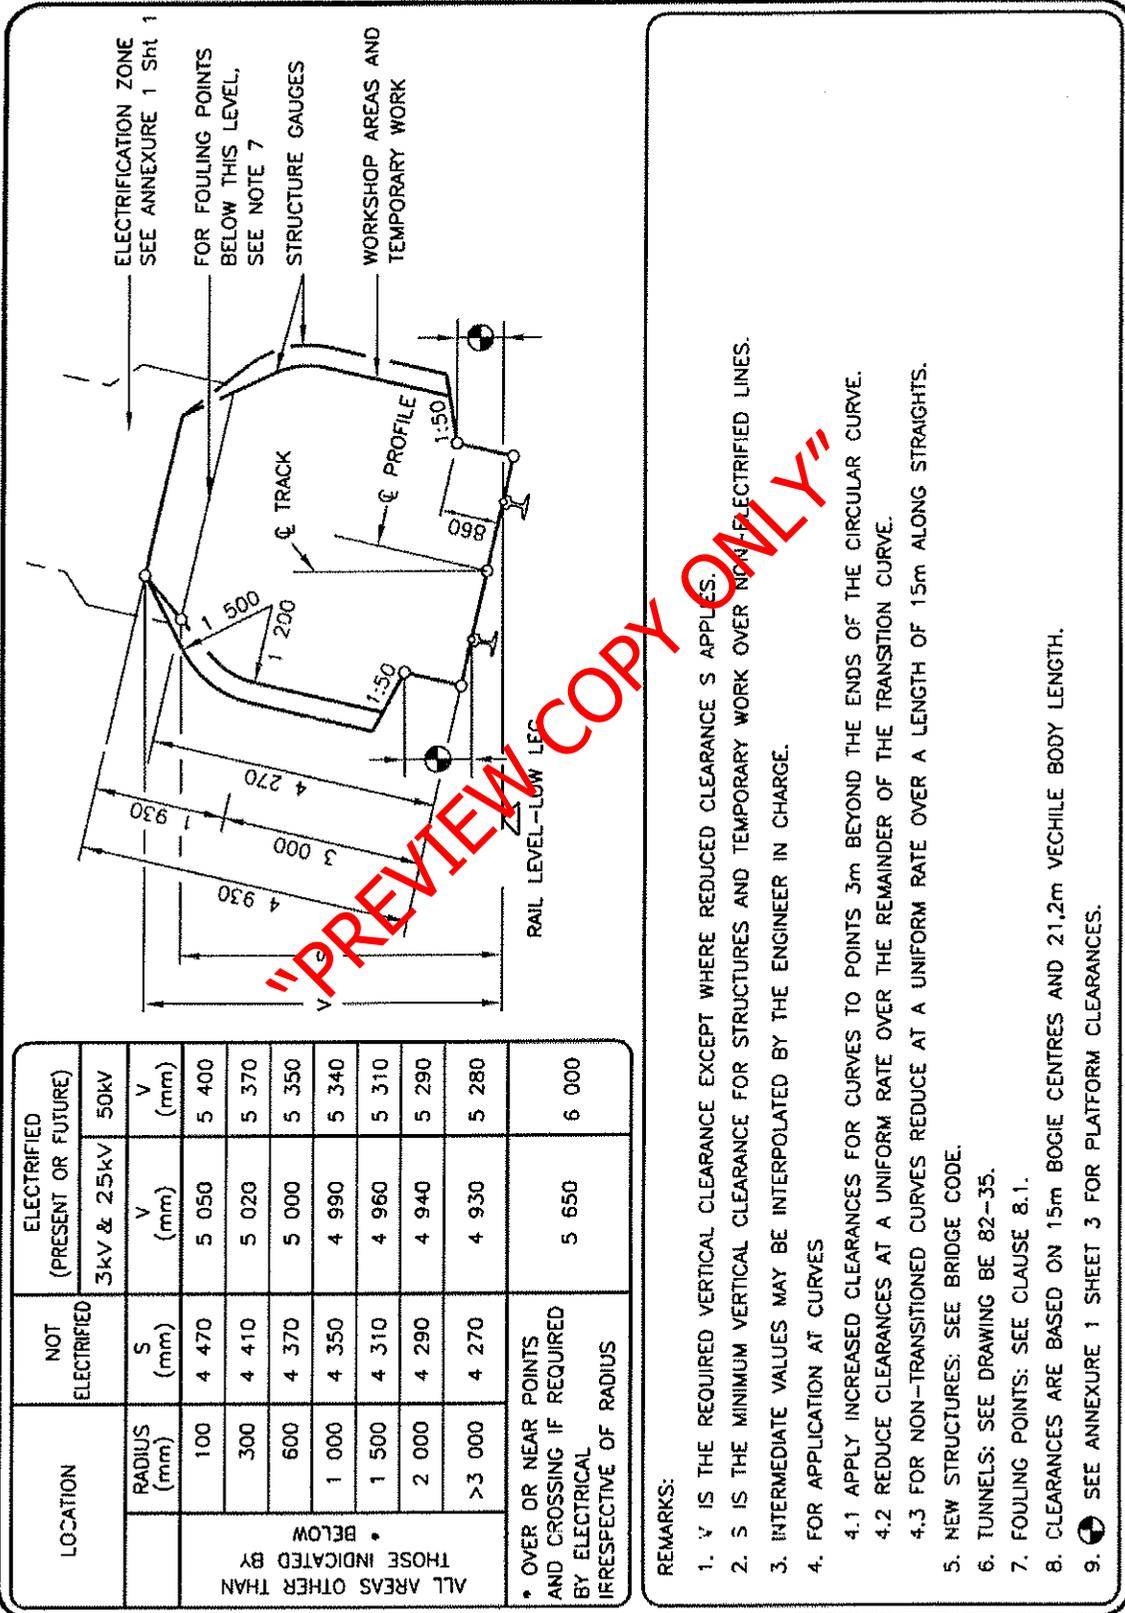 LOCATION
NOT
ELECTRIFIED
ELECTRIFIED
(PRESENT OR FUTURE)
3kV & 25kV 50kV
RADIUS
(mm)
S
(mm)
V
(mm)
V
(mm)
ALL AREAS OTHER THAN
THOSE INDICATED BY
* BELOW
100 4 470 5 050 5 400
300 4 410 5 020 5 370
600 4 370 5 000 5 350
1 000 4 350 4 990 5 340
1 500 4 310 4 960 5 310
2 000 4 290 4 940 5 290
>3 000 4 270 4 930 5 280
* OVER OR NEAR POINTS
AND CROSSING IF REQUIRED
BY ELECTRICAL
IRRESPECTIVE OF RADIUS
5 650 6 000
ELECTRIFICATION ZONE
SEE ANNEXURE 1 Sht 1
FOR FOULING POINTS
BELOW THIS LEVEL,
SEE NOTE 7
STRUCTURE GAUGES
WORKSHOP AREAS AND
TEMPORARY WORK
℄ TRACK
℄ PROFILE
1 500
1 200
1:50
1:50
860
4 270
1 930
3 000
4 930
S
V
RAIL LEVEL-LOW LEG
REMARKS:
1. V IS THE REQUIRED VERTICAL CLEARANCE EXCEPT WHERE REDUCED CLEARANCE S APPLIES.
2. S IS THE MINIMUM VERTICAL CLEARANCE FOR STRUCTURES AND TEMPORARY WORK OVER NON-ELECTRIFIED LINES.
3. INTERMEDIATE VALUES MAY BE INTERPOLATED BY THE ENGINEER IN CHARGE.
4. FOR APPLICATION AT CURVES
4.1 APPLY INCREASED CLEARANCES FOR CURVES TO POINTS 3m BEYOND THE ENDS OF THE CIRCULAR CURVE.
4.2 REDUCE CLEARANCES AT A UNIFORM RATE OVER THE REMAINDER OF THE TRANSITION CURVE.
4.3 FOR NON-TRANSITIONED CURVES REDUCE AT A UNIFORM RATE OVER A LENGTH OF 15m ALONG STRAIGHTS.
5. NEW STRUCTURES: SEE BRIDGE CODE.
6. TUNNELS: SEE DRAWING BE 82-35.
7. FOULING POINTS: SEE CLAUSE 8.1.
8. CLEARANCES ARE BASED ON 15m BOGIE CENTRES AND 21,2m VECHILE BODY LENGTH.
9. SEE ANNEXURE 1 SHEET 3 FOR PLATFORM CLEARANCES.
"PREVIEW COPY ONLY"